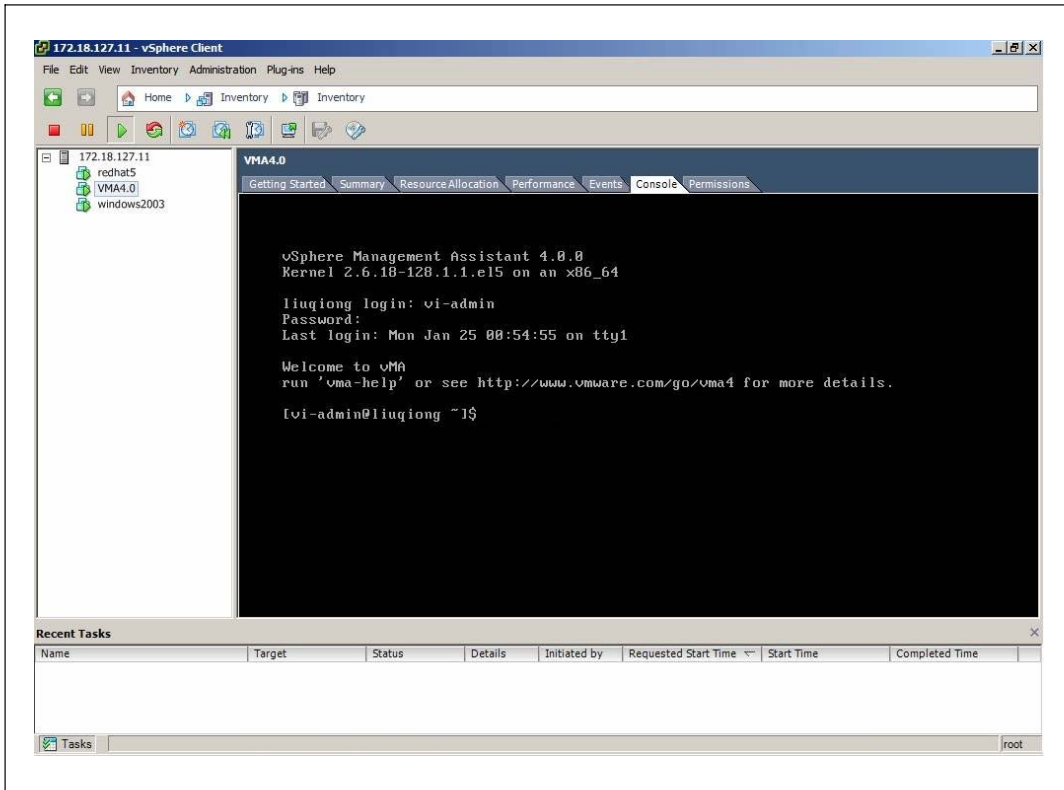 172.18.127.11 - vSphere Client
File Edit View Inventory Administration Plug-ins Help
Home Inventory Inventory
172.18.127.11
redhat5
VMA4.0
windows2003
VMA4.0
Getting Started Summary Resource Allocation Performance Events Console Permissions
vSphere Management Assistant 4.0.0
Kernel 2.6.18-128.1.1.el5 on an x86_64
liuqiong login: vi-admin
Password:
Last login: Mon Jan 25 00:54:55 on tty1
Welcome to vMA
run 'vma-help' or see http://www.vmware.com/go/vma4 for more details.
[vi-admin@liuqiong ~]$
Recent Tasks
Name Target Status Details Initiated by Requested Start Time Start Time Completed Time
Tasks root